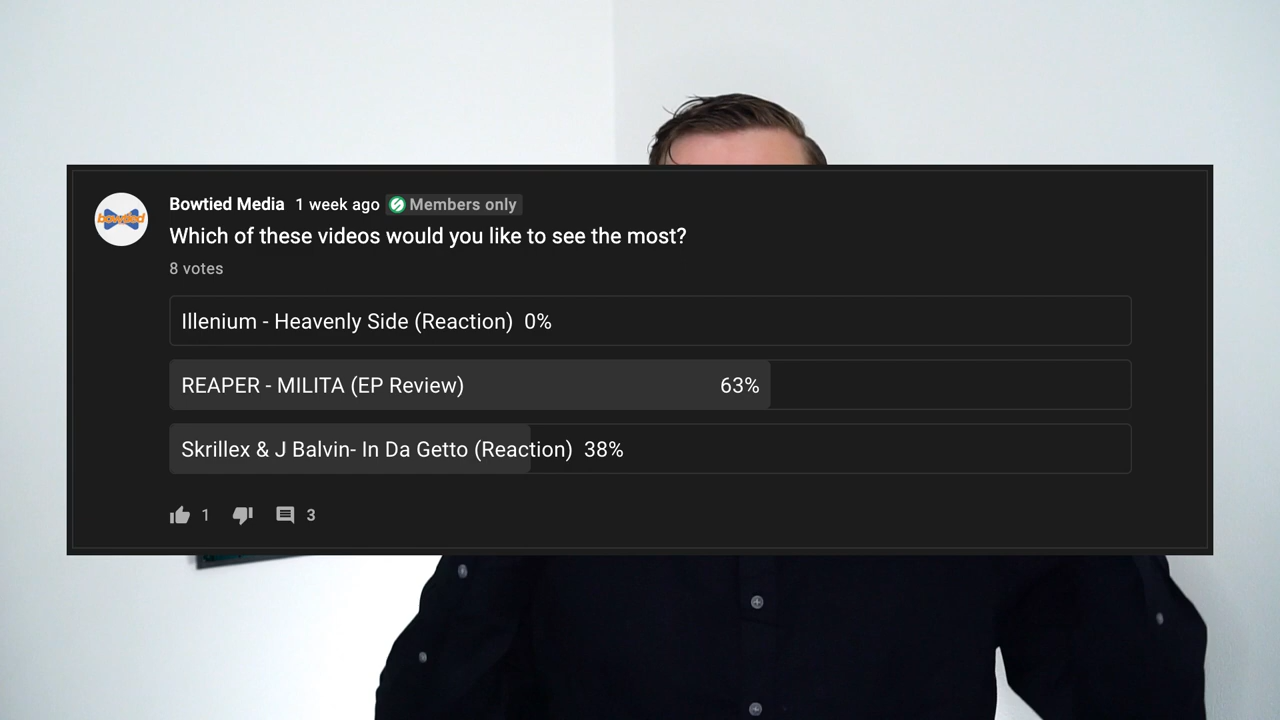 bowtied
Bowtied Media 1 week ago Members only
Which of these videos would you like to see the most?
8 votes
Illenium - Heavenly Side (Reaction) 0%
REAPER - MILITA (EP Review) 63%
Skrillex & J Balvin- In Da Getto (Reaction) 38%
1 3